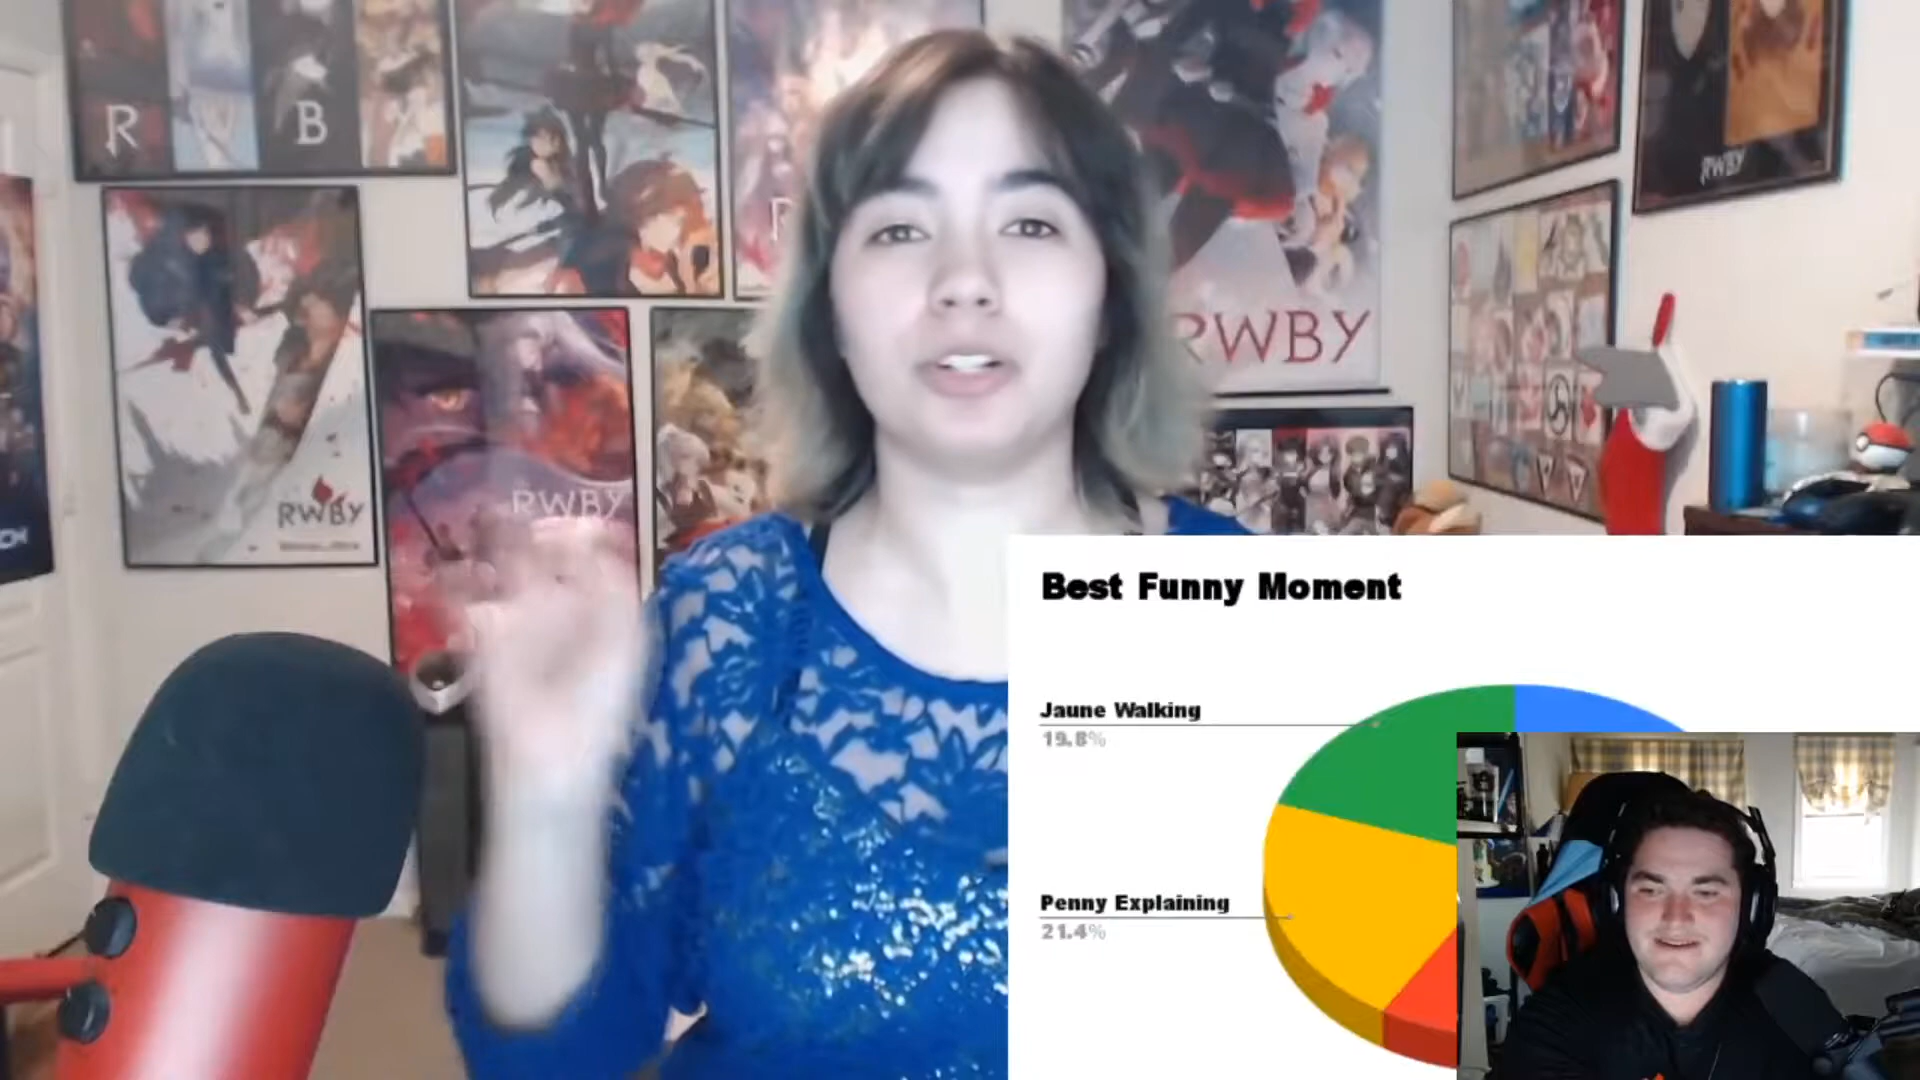 R
B
RWBY
RWBY
RWBY
RWBY
Best Funny Moment
Jaune Walking
19.8%
Penny Explaining
21.4%